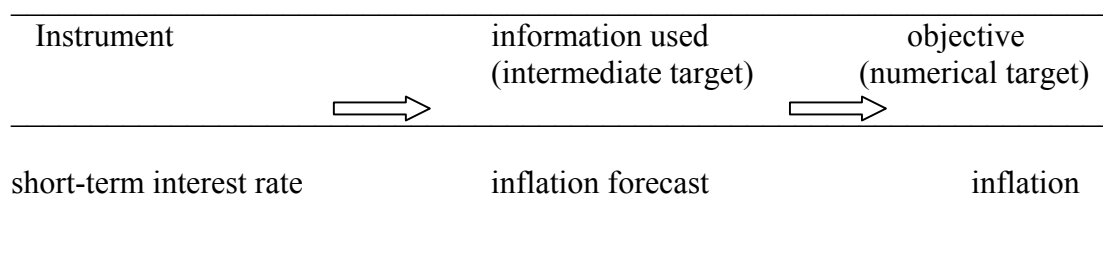 Instrument information used objective
(intermediate target) (numerical target)
short-term interest rate inflation forecast inflation